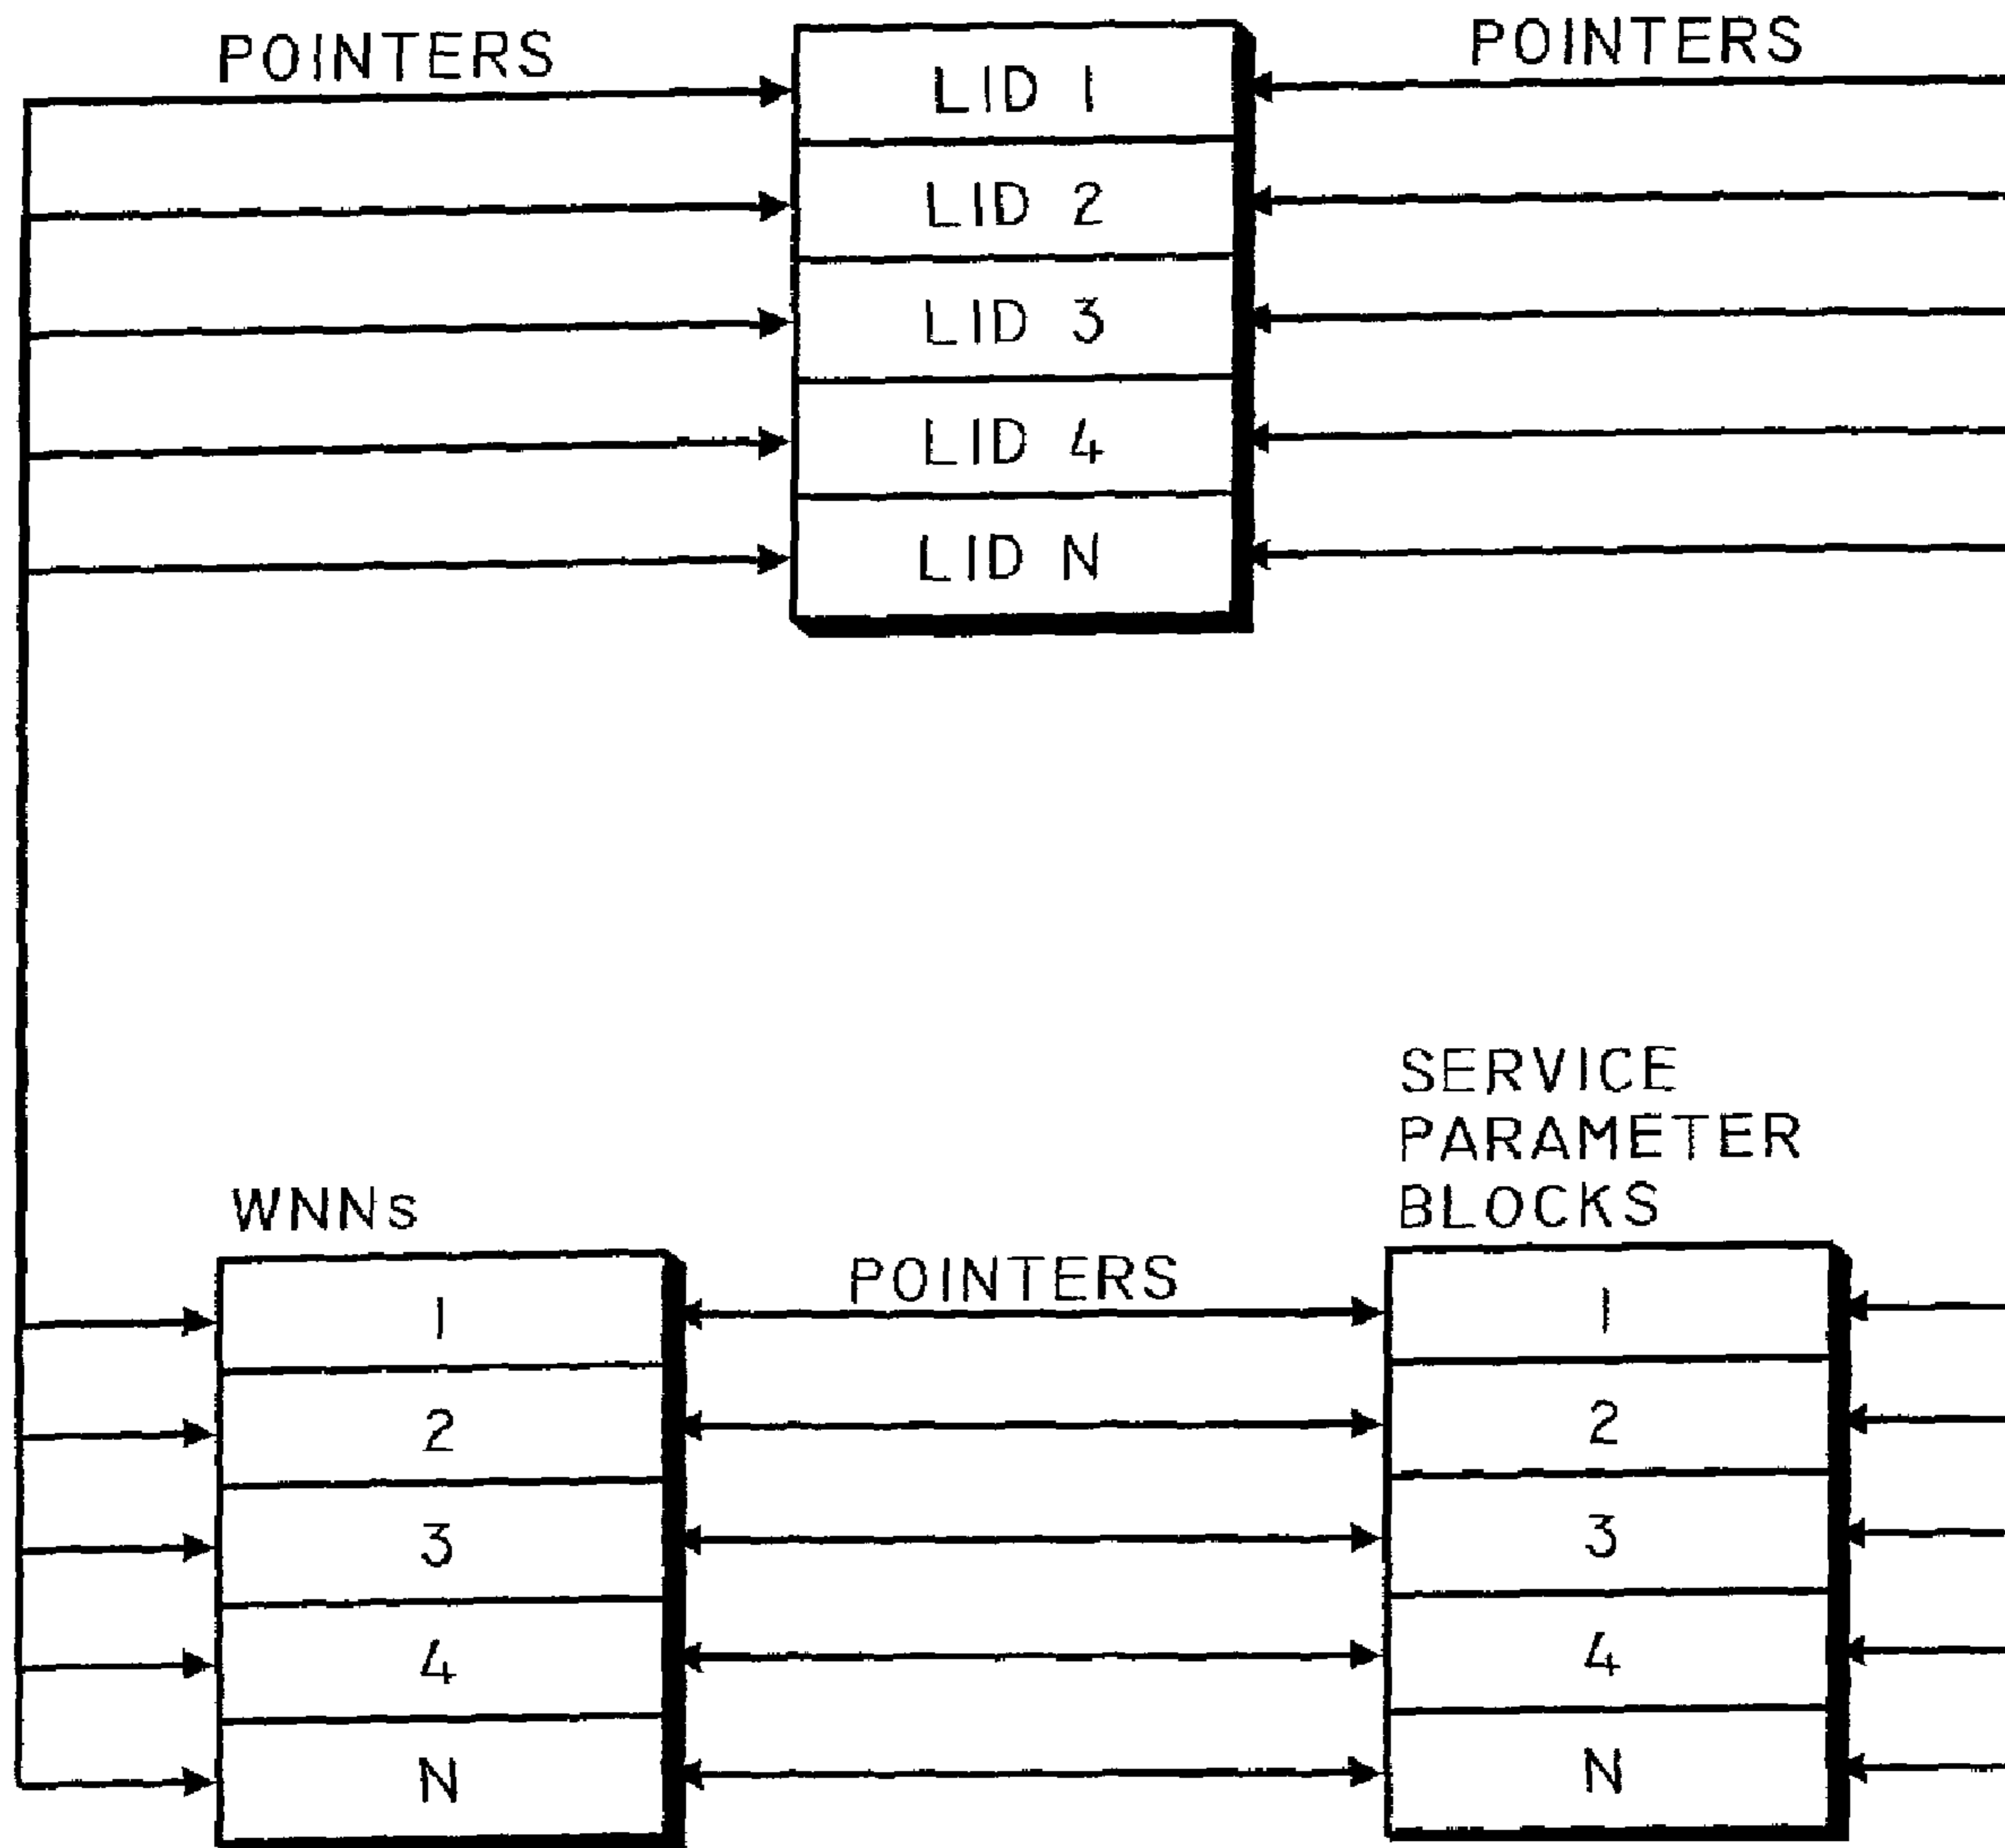 POINTERS
POINTERS
LID 1
LID 2
LID 3
LID 4
LID N
WNNs
SERVICE
PARAMETER
BLOCKS
POINTERS
1
2
3
4
N
1
2
3
4
N